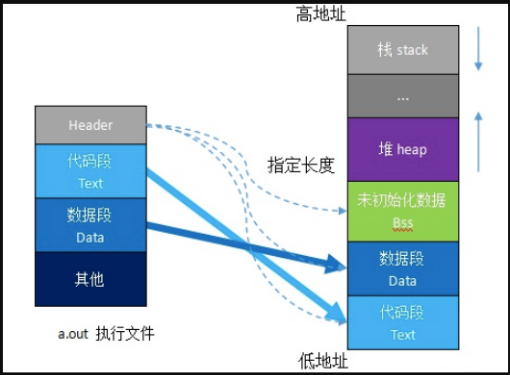 高地址
栈 stack
...
堆 heap
指定长度
未初始化数据
Bss
数据段
Data
代码段
Text
低地址
Header
代码段
Text
数据段
Data
其他
a.out 执行文件